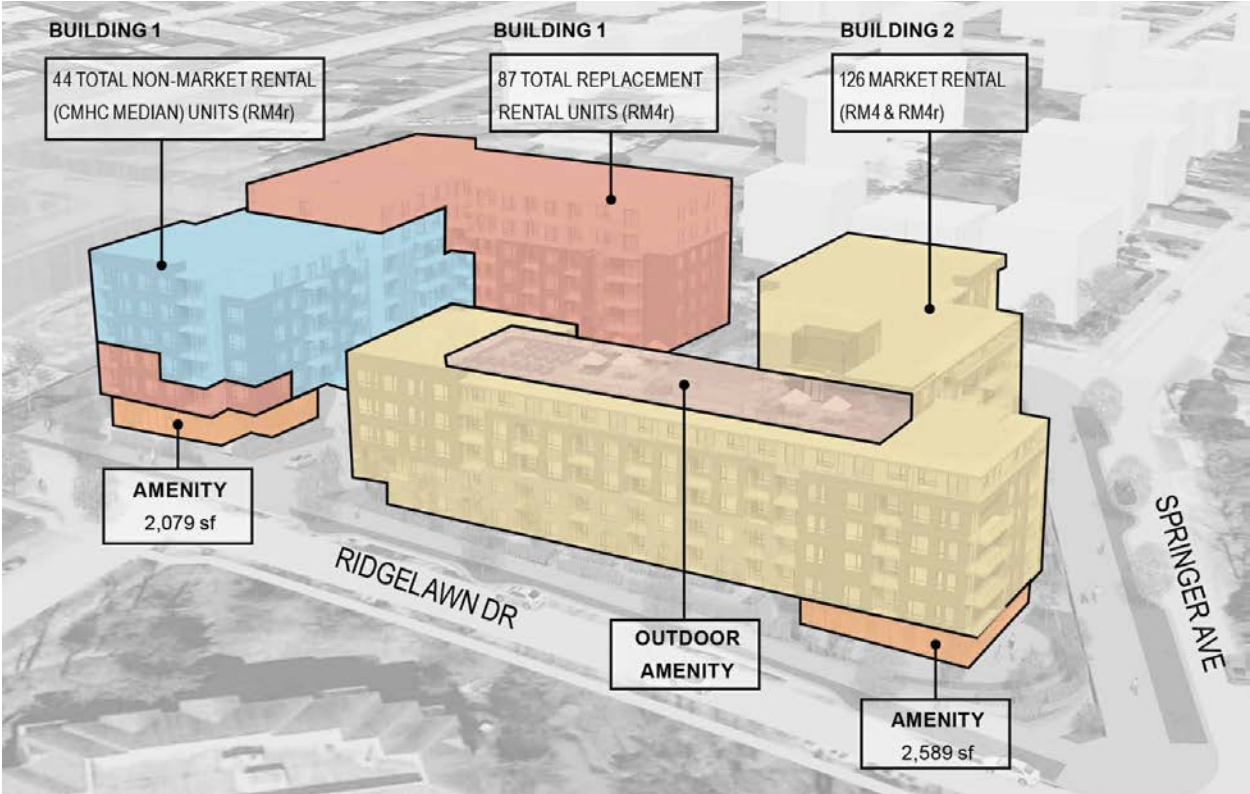 BUILDING 1
44 TOTAL NON-MARKET RENTAL
(CMHC MEDIAN) UNITS (RM4r)
BUILDING 1
87 TOTAL REPLACEMENT
RENTAL UNITS (RM4r)
BUILDING 2
126 MARKET RENTAL
(RM4 & RM4r)
AMENITY
2,079 sf
RIDGELAWN DR
OUTDOOR
AMENITY
AMENITY
2,589 sf
SPRINGER AVE